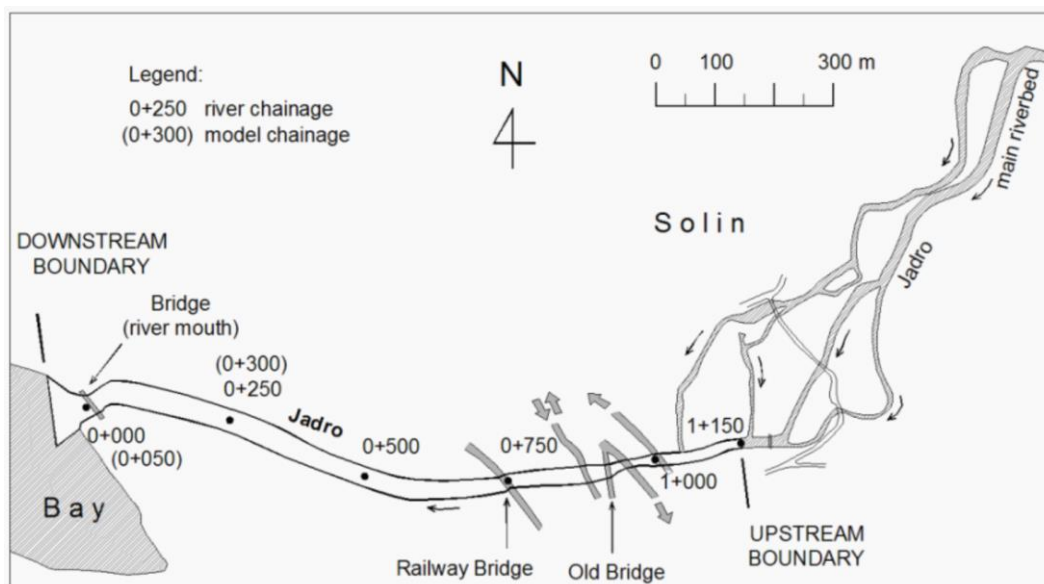 Legend:
0+250 river chainage
(0+300) model chainage
N
0 100 300 m
main riverbed
Solin
Jadro
DOWNSTREAM
BOUNDARY
Bridge
(river mouth)
(0+300)
0+250
Jadro
0+000
(0+050)
0+500
0+750
1+150
1+000
Bay
Railway Bridge
Old Bridge
UPSTREAM
BOUNDARY